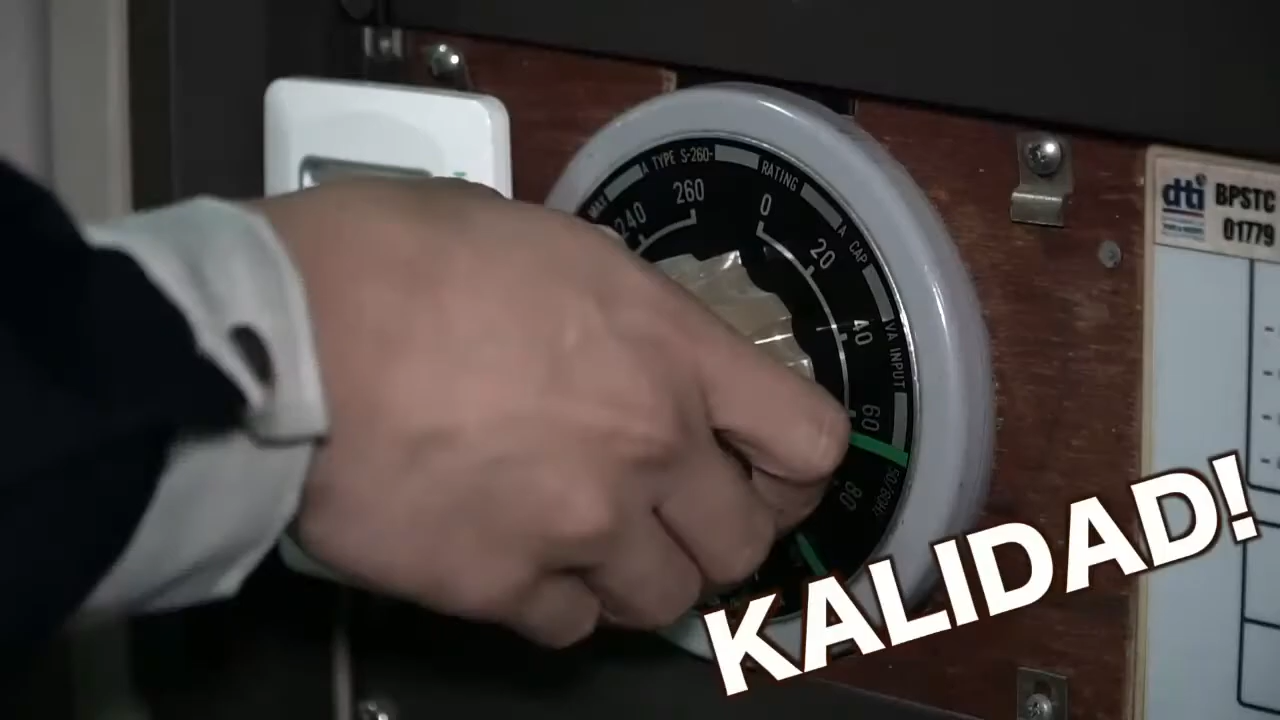 MAX
A TYPE S-260-
RATING
A CAP
VA INPUT
50/60Hz
240
260
0
20
40
60
80
dti
BPSTC
01779
KALIDAD!